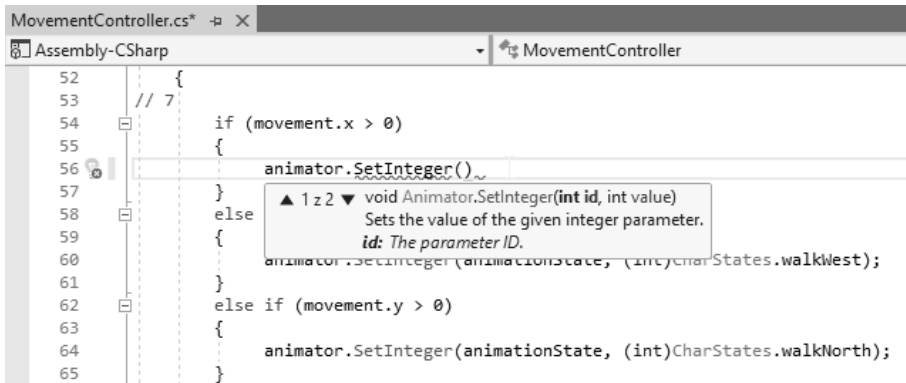 MovementController.cs*
Assembly-CSharp MovementController
52 {
53 // 7
54 if (movement.x > 0)
55 {
56 animator.SetInteger()
57 }
▲ 1 z 2 ▼ void Animator.SetInteger(int id, int value)
58 else
Sets the value of the given integer parameter.
59 {
id: The parameter ID.
60 animator.SetInteger(animationState, (int)CharStates.walkWest);
61 }
62 else if (movement.y > 0)
63 {
64 animator.SetInteger(animationState, (int)CharStates.walkNorth);
65 }